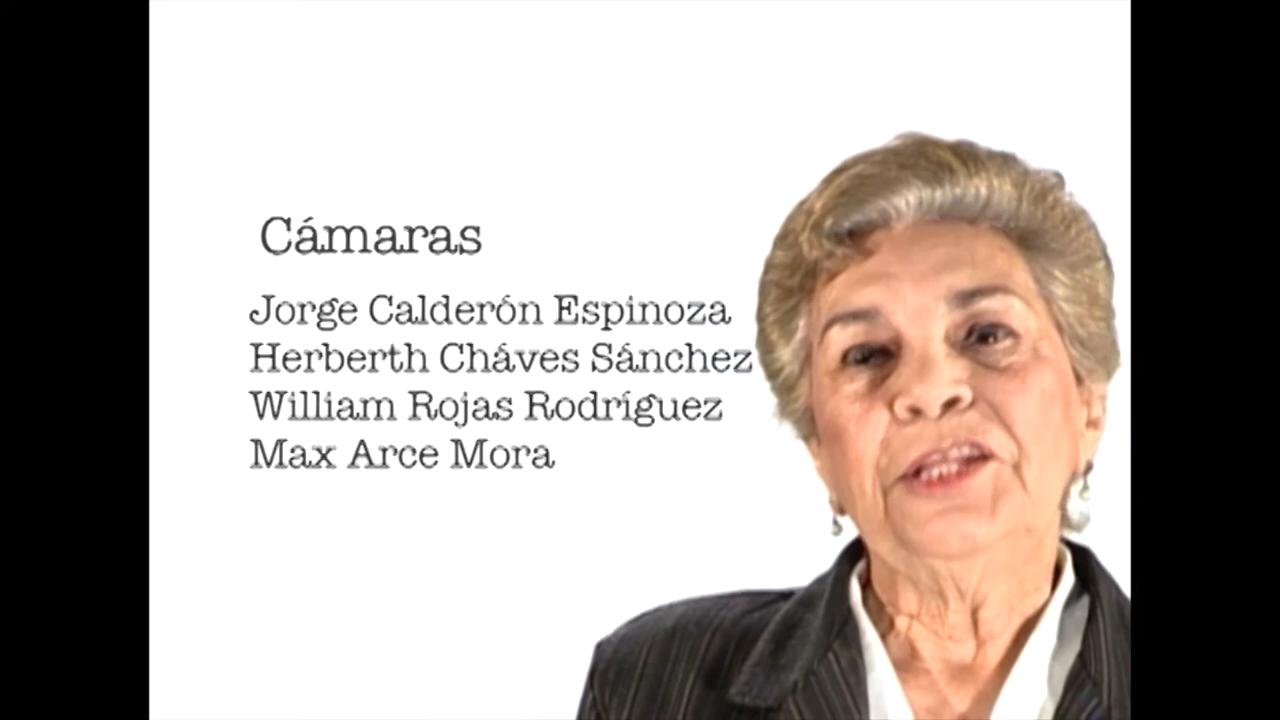 Cámaras
Jorge Calderón Espinoza
Herberth Cháves Sánchez
William Rojas Rodríguez
Max Arce Mora